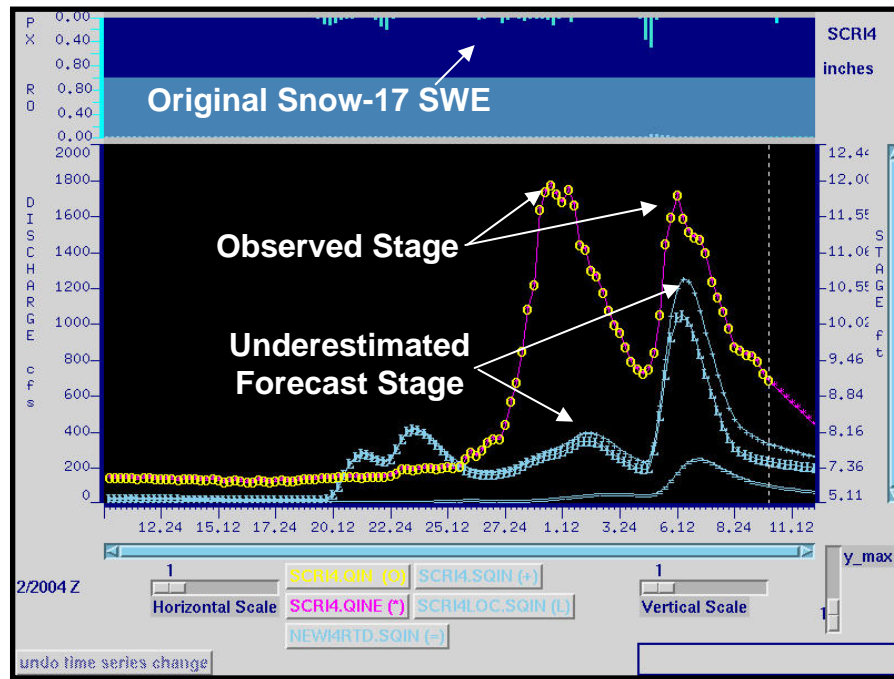 P X 0.00 0.40 0.80
R O 0.80 0.40 0.00
SCRI4
inches
Original Snow-17 SWE
DISCHARGE cfs
2000
1800
1600
1400
1200
1000
800
600
400
200
0
Observed Stage
Underestimated
Forecast Stage
12.44
12.00
11.55
11.06
10.55
10.02
9.46
8.84
8.16
7.36
5.11
STAGE ft
12.24 15.12 17.24 20.12 22.24 25.12 27.24 1.12 3.24 6.12 8.24 11.12
2/2004 Z
1
Horizontal Scale
SCRI4.QIN (O) SCRI4.SQIN (+)
SCRI4.QINE (*) SCRI4LOC.SQIN (L)
NEWI4RTD.SQIN (=)
1
Vertical Scale
y_max
1
undo time series change